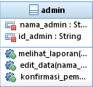 admin
nama_admin : St...
id_admin : String
melihat_laporan(...
edit_data(nama_...
konfirmasi_pem...